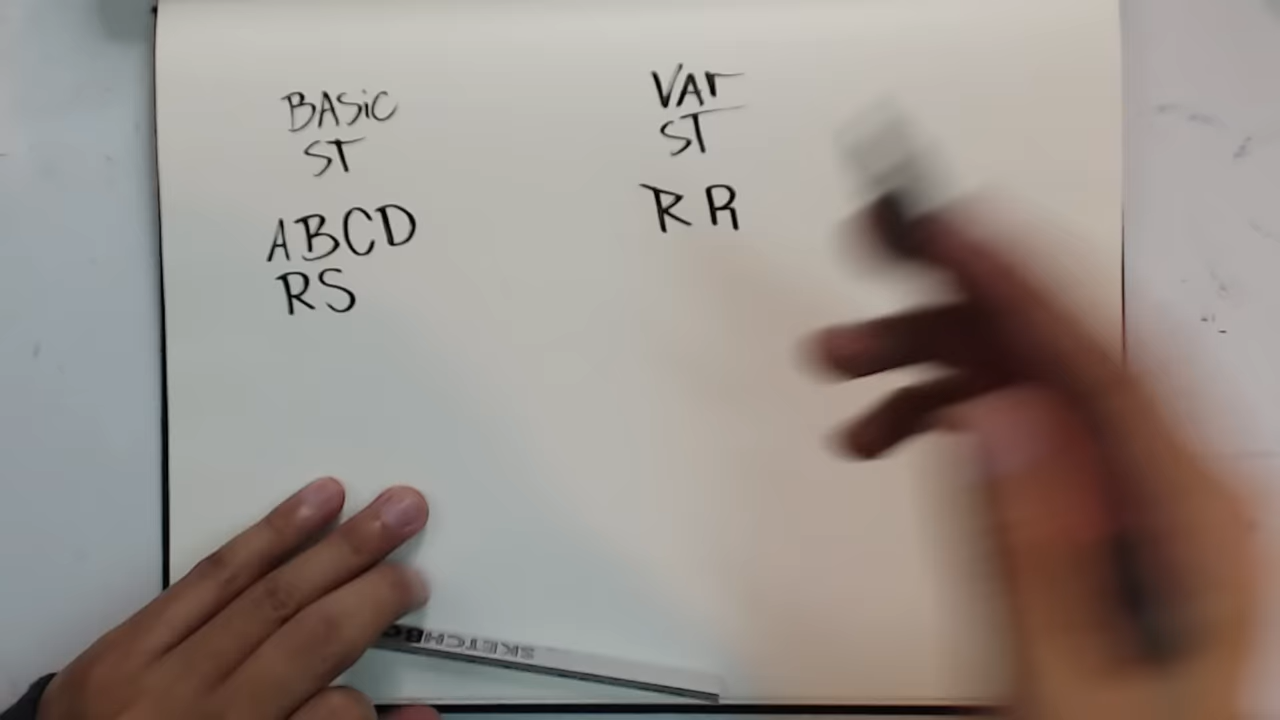 BASiC
ST
ABCD
RS
VAr
ST
R R
SKETCHBO